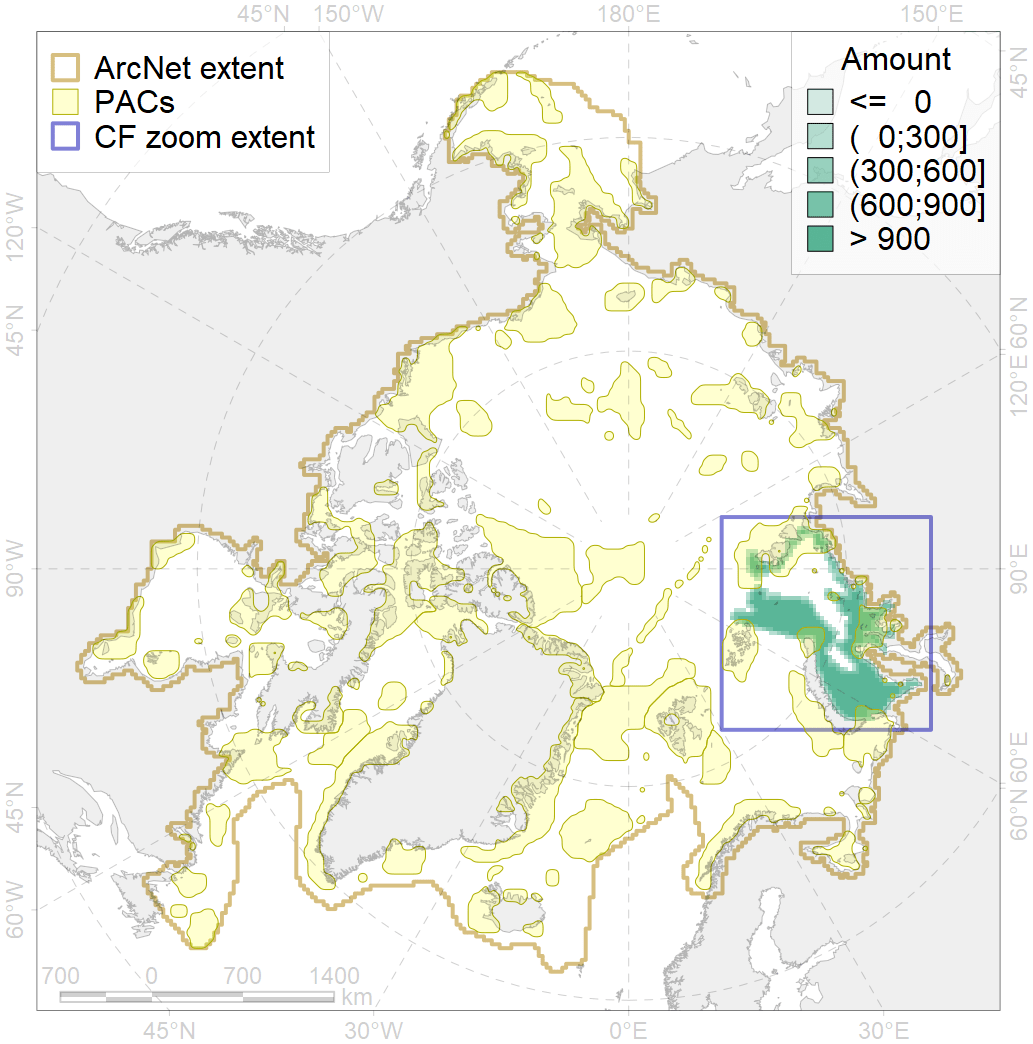 45°N 150°W 180°E 150°E
ArcNet extent
PACs
CF zoom extent
Amount
<= 0
( 0;300]
(300;600]
(600;900]
> 900
45°N
120°W
45°N
60°N
120°E
90°W
90°E
45°N
60°E
60°N
60°W
700 0 700 1400
km
45°N 30°W 0°E 30°E